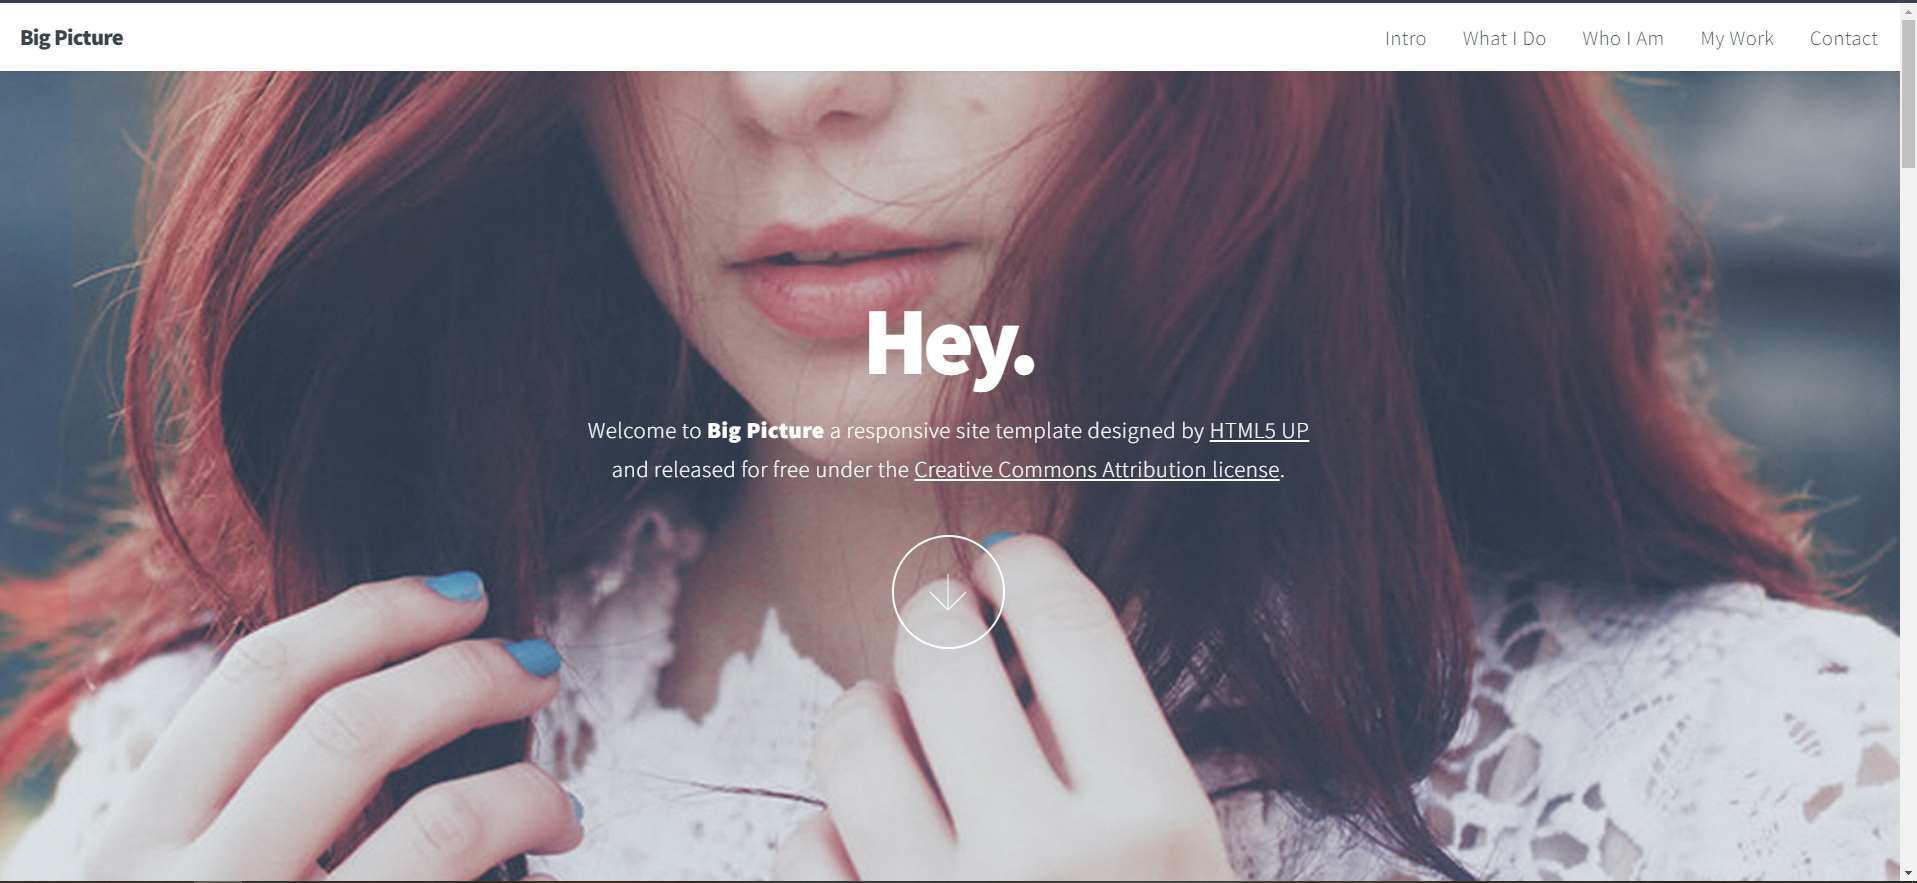 Big Picture
Intro What I Do Who I Am My Work Contact
Hey.
Welcome to Big Picture a responsive site template designed by HTML5 UP
and released for free under the Creative Commons Attribution license.